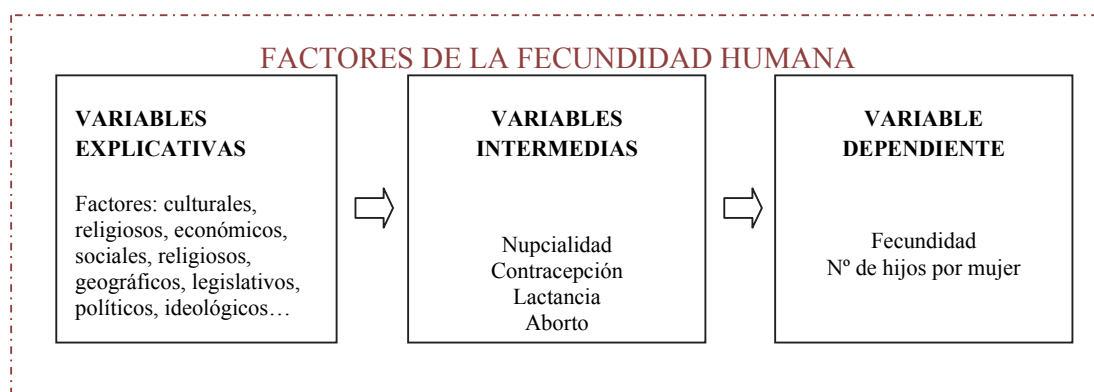 FACTORES DE LA FECUNDIDAD HUMANA
VARIABLES
EXPLICATIVAS
Factores: culturales,
religiosos, económicos,
sociales, religiosos,
geográficos, legislativos,
políticos, ideológicos…
VARIABLES
INTERMEDIAS
Nupcialidad
Contracepción
Lactancia
Aborto
VARIABLE
DEPENDIENTE
Fecundidad
Nº de hijos por mujer